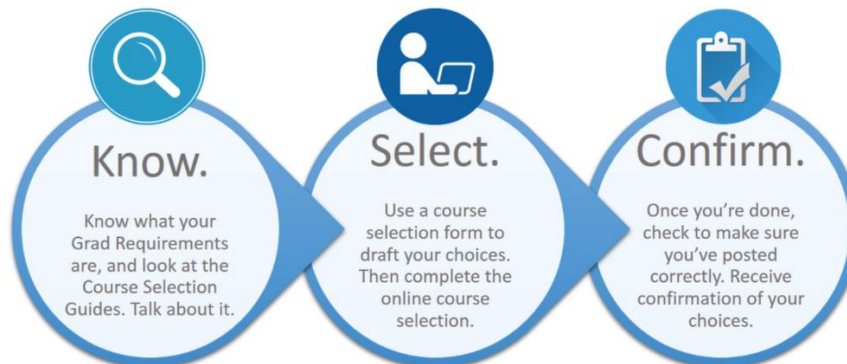 Know.
Know what your
Grad Requirements
are, and look at the
Course Selection
Guides. Talk about it.
Select.
Use a course
selection form to
draft your choices.
Then complete the
online course
selection.
Confirm.
Once you’re done,
check to make sure
you’ve posted
correctly. Receive
confirmation of your
choices.